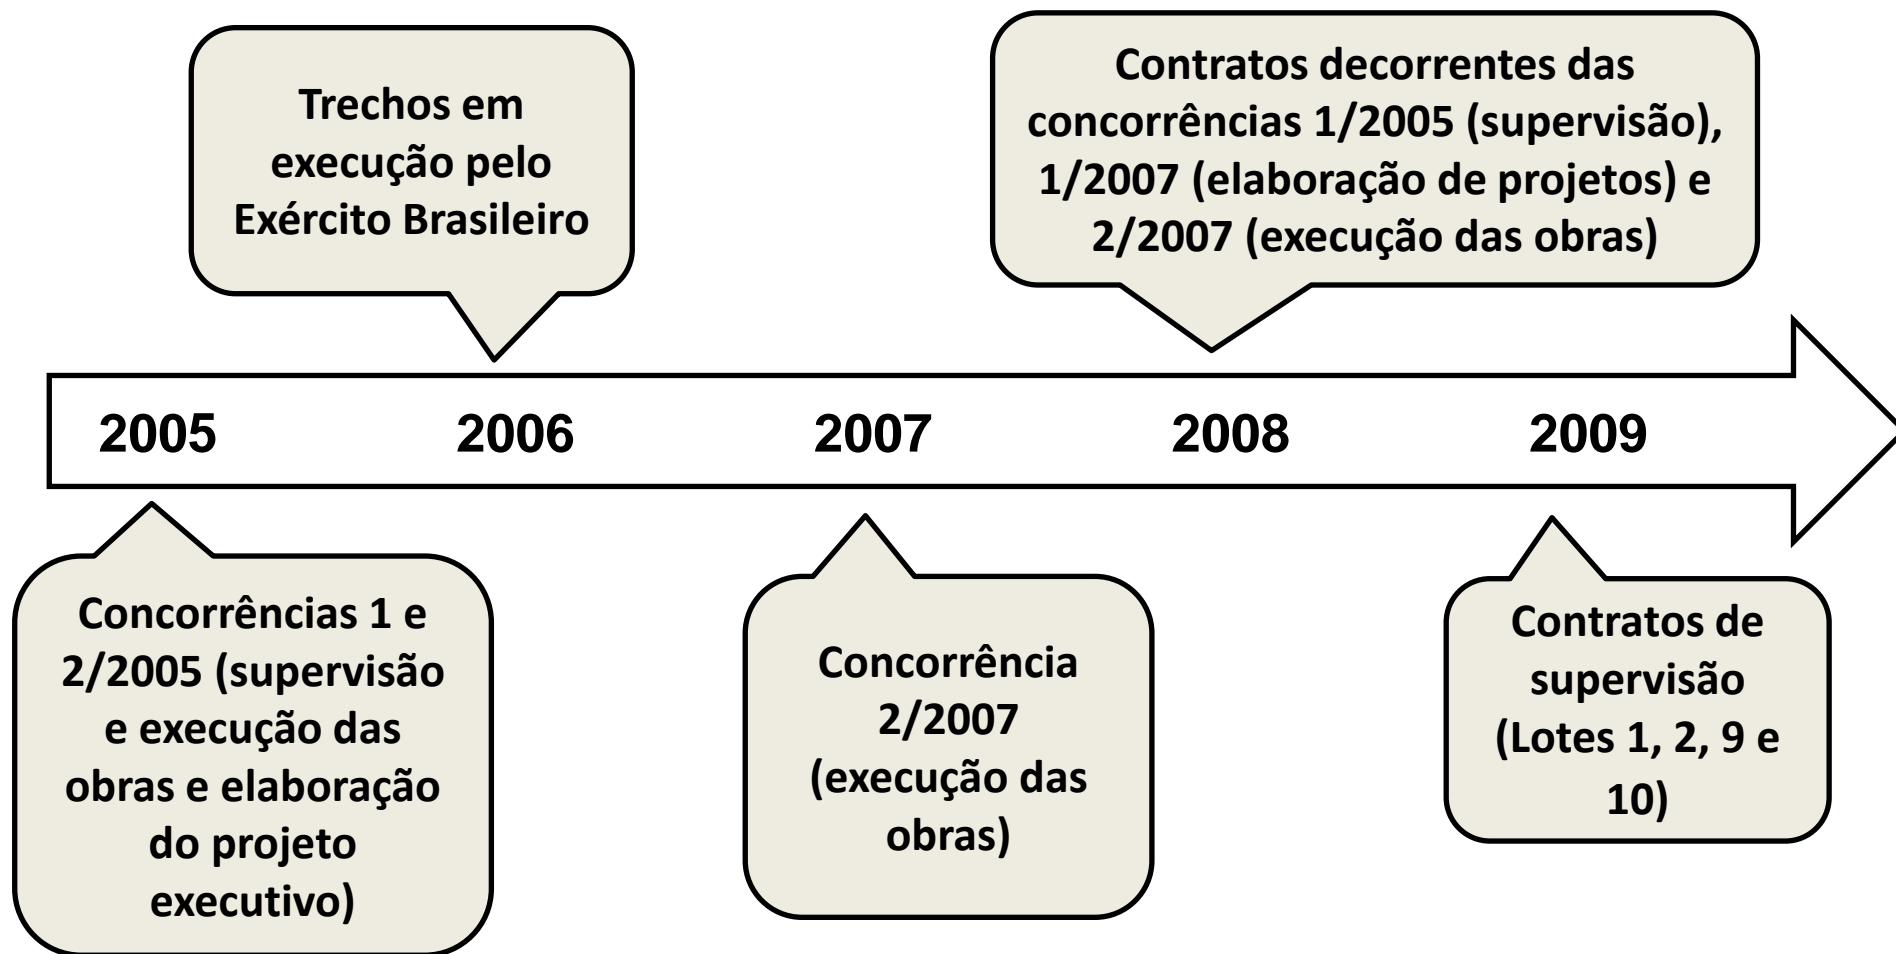 Trechos em
execução pelo
Exército Brasileiro
Contratos decorrentes das
concorrências 1/2005 (supervisão),
1/2007 (elaboração de projetos) e
2/2007 (execução das obras)
2005
2006
2007
2008
2009
Concorrências 1 e
2/2005 (supervisão
e execução das
obras e elaboração
do projeto
executivo)
Concorrência
2/2007
(execução das
obras)
Contratos de
supervisão
(Lotes 1, 2, 9 e
10)